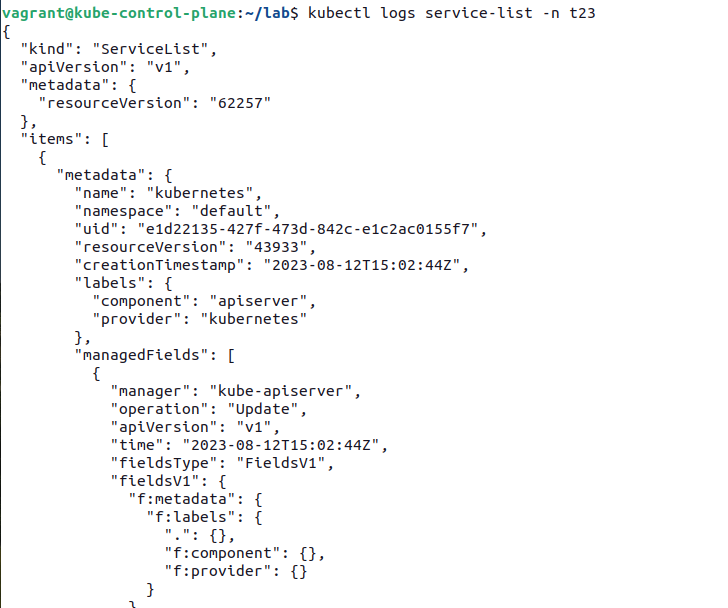 vagrant@kube-control-plane:~/lab$ kubectl logs service-list -n t23
{
  "kind": "ServiceList",
  "apiVersion": "v1",
  "metadata": {
    "resourceVersion": "62257"
  },
  "items": [
    {
      "metadata": {
        "name": "kubernetes",
        "namespace": "default",
        "uid": "e1d22135-427f-473d-842c-e1c2ac0155f7",
        "resourceVersion": "43933",
        "creationTimestamp": "2023-08-12T15:02:44Z",
        "labels": {
          "component": "apiserver",
          "provider": "kubernetes"
        },
        "managedFields": [
          {
            "manager": "kube-apiserver",
            "operation": "Update",
            "apiVersion": "v1",
            "time": "2023-08-12T15:02:44Z",
            "fieldsType": "FieldsV1",
            "fieldsV1": {
              "f:metadata": {
                "f:labels": {
                  ".": {},
                  "f:component": {},
                  "f:provider": {}
                }
              }